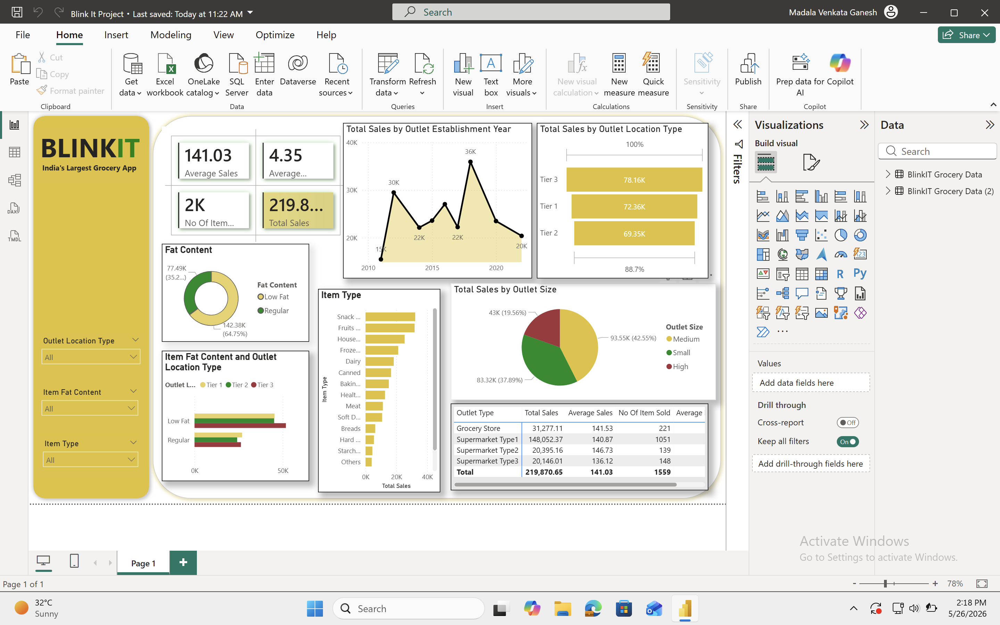 Blink It Project • Last saved: Today at 11:22 AM
Search
Madala Venkata Ganesh
File
Home
Insert
Modeling
View
Optimize
Help
Share
Paste
Cut
Copy
Format painter
Clipboard
Get data
Excel workbook
OneLake catalog
SQL Server
Enter data
Dataverse
Recent sources
Data
Transform data
Refresh
Queries
New visual
Text box
More visuals
Insert
New visual calculation
New measure
Quick measure
Calculations
Sensitivity
Sensitivity
Publish
Share
Prep data for AI
Copilot
Copilot
DAX
TMDL
BLINKIT
India's Largest Grocery App
Outlet Location Type
All
Item Fat Content
All
Item Type
All
141.03
Average Sales
4.35
Average...
2K
No Of Item...
219.8...
Total Sales
Total Sales by Outlet Establishment Year
40K
30K
20K
15K
30K
22K
22K
36K
20K
2010
2015
2020
Total Sales by Outlet Location Type
100%
Tier 3
78.16K
Tier 1
72.36K
Tier 2
69.35K
88.7%
Fat Content
77.49K
(35.2...)
142.38K
(64.75%)
Fat Content
Low Fat
Regular
Item Fat Content and Outlet
Location Type
Outlet L...
Tier 1
Tier 2
Tier 3
Low Fat
Regular
0K
50K
Item Type
Item Type
Snack ...
Fruits ...
House...
Froze...
Dairy
Canned
Bakin...
Healt...
Meat
Soft D...
Breads
Hard ...
Starch...
Others
0K
20K
40K
Total Sales
Total Sales by Outlet Size
43K (19.56%)
93.55K (42.55%)
83.32K (37.89%)
Outlet Size
Medium
Small
High
Outlet Type Total Sales Average Sales No Of Item Sold Average
Grocery Store 31,277.11 141.53 221
Supermarket Type1 148,052.37 140.87 1051
Supermarket Type2 20,395.16 146.73 139
Supermarket Type3 20,146.01 136.12 148
Total 219,870.65 141.03 1559
Filters
Visualizations
Build visual
123
R
Py
...
Values
Add data fields here
Drill through
Cross-report
Off
Keep all filters
On
Add drill-through fields here
Data
Search
BlinkIT Grocery Data
BlinkIT Grocery Data (2)
Activate Windows
Go to Settings to activate Windows.
Page 1
+
Page 1 of 1
- + 78%
32°C
Sunny
Search
2:18 PM
5/26/2026